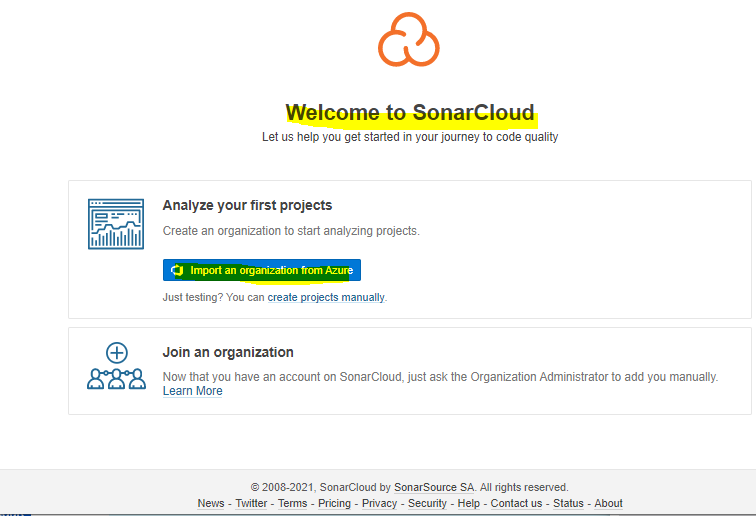 Welcome to SonarCloud
Let us help you get started in your journey to code quality
Analyze your first projects
Create an organization to start analyzing projects.
Import an organization from Azure
Just testing? You can create projects manually.
Join an organization
Now that you have an account on SonarCloud, just ask the Organization Administrator to add you manually.
Learn More
© 2008-2021, SonarCloud by SonarSource SA. All rights reserved.
News - Twitter - Terms - Pricing - Privacy - Security - Help - Contact us - Status - About